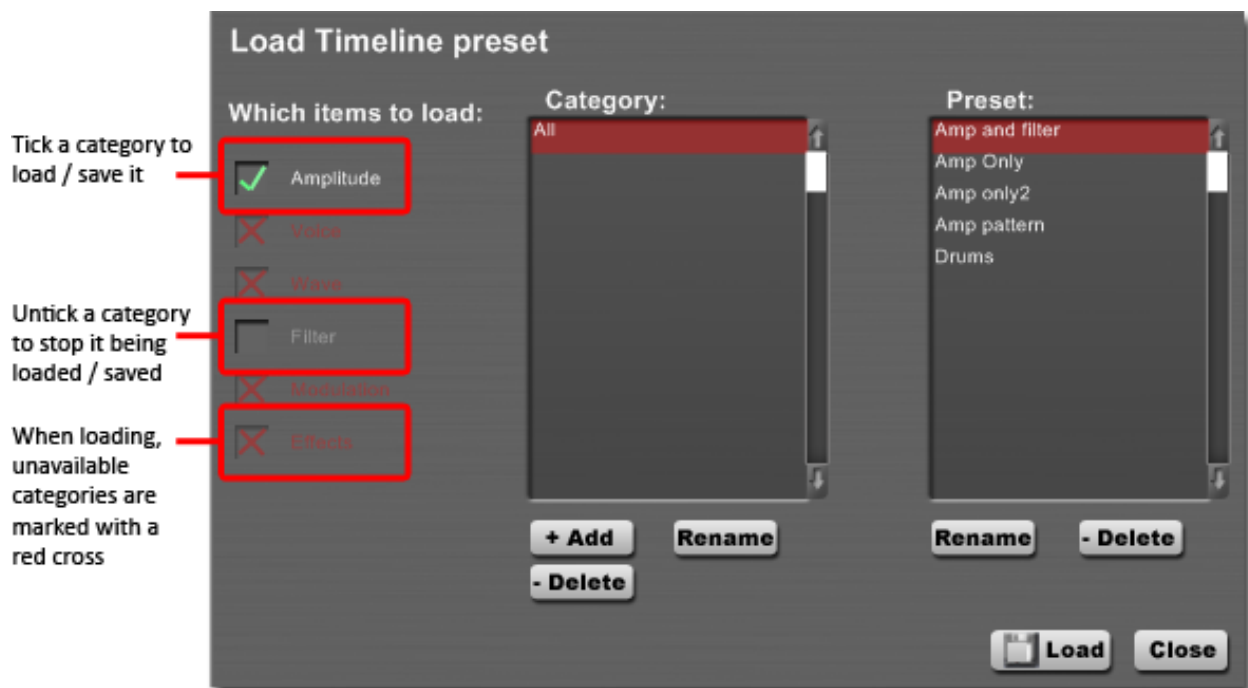 Load Timeline preset
Which items to load:
Category:
Preset:
Tick a category to
load / save it
Amplitude
Voice
Wave
Untick a category
to stop it being
loaded / saved
Filter
Modulation
When loading,
unavailable
categories are
marked with a
red cross
Effects
All
Amp and filter
Amp Only
Amp only2
Amp pattern
Drums
+ Add
Rename
- Delete
Rename
- Delete
Load
Close